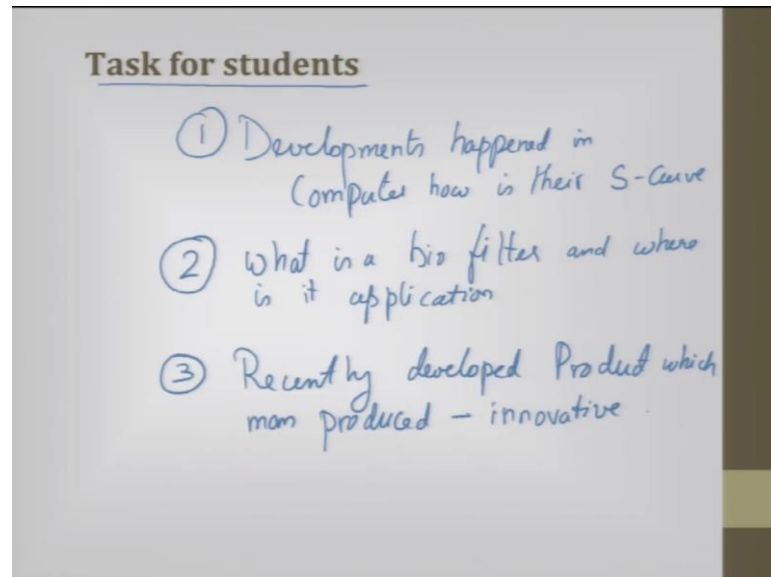 Task for students
① Developments happened in
Computer how is their S-Curve
② What is a bio filter and where
is it application
③ Recently developed Product which
mass produced – innovative